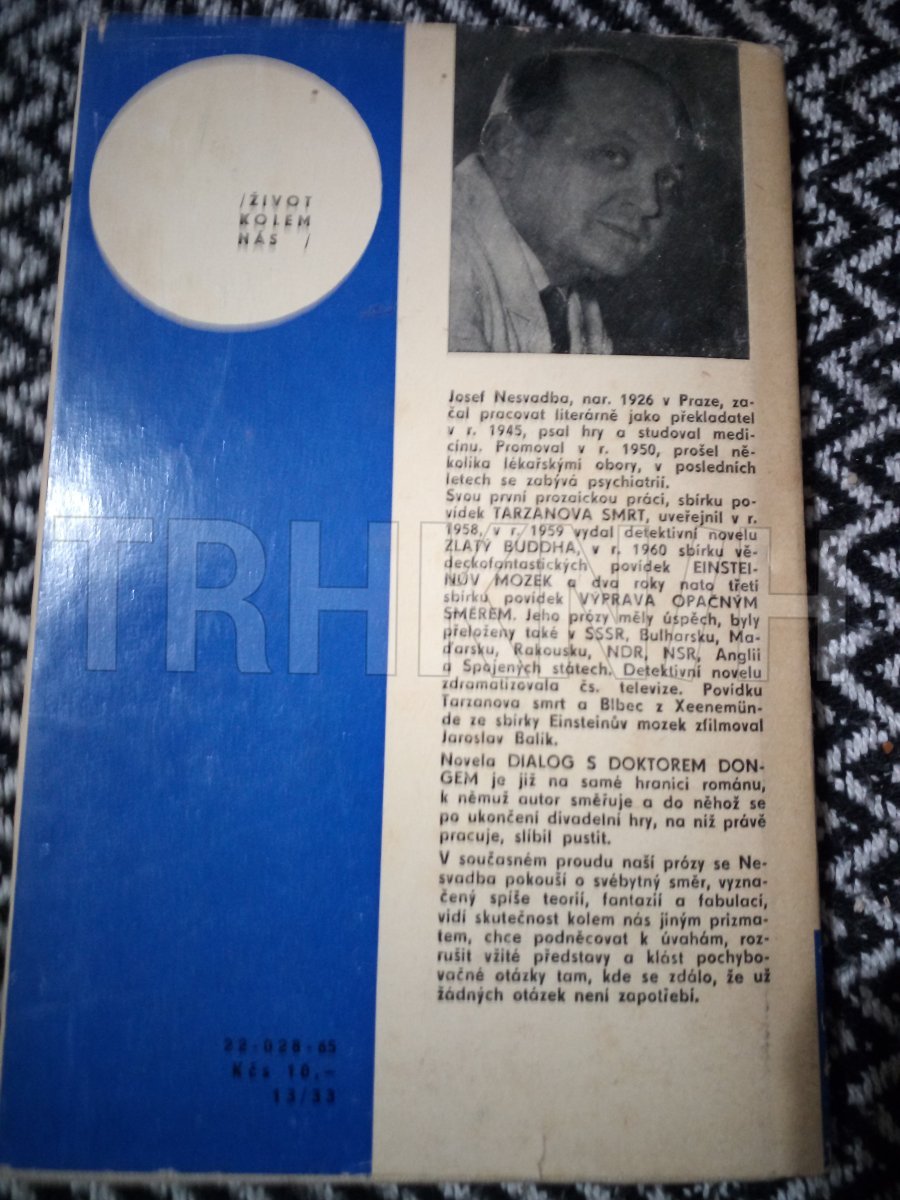 /ŽIVOT
KOLEM
NÁS /
Josef Nesvadba, nar. 1926 v Praze, za-
čal pracovat literárně jako překladatel
v r. 1945, psal hry a studoval medi-
cínu. Promoval v r. 1950, prošel ně-
kolika lékařskými obory, v posledních
letech se zabývá psychiatrií.
Svou první prozaickou práci, sbírku po-
vídek TARZANOVA SMRT, uveřejnil v r.
1958, v r. 1959 vydal detektivní novelu
ZLATÝ BUDDHA, v r. 1960 sbírku vě-
deckofantastických povídek EINSTEI-
NŮV MOZEK a dva roky nato třetí
sbírku povídek VÝPRAVA OPAČNÝM
SMĚREM. Jeho prózy měly úspěch, byly
přeloženy také v SSSR, Bulharsku, Ma-
ďarsku, Rakousku, NDR, NSR, Anglii
a Spojených státech. Detektivní novelu
zdramatizovala čs. televize. Povídku
Tarzanova smrt a Blbec z Xeenemün-
de ze sbírky Einsteinův mozek zfilmoval
Jaroslav Balík.
Novela DIALOG S DOKTOREM DON-
GEM je již na samé hranici románu,
k němuž autor směřuje a do něhož se
po ukončení divadelní hry, na níž právě
pracuje, slíbil pustit.
V současném proudu naší prózy se Ne-
svadba pokouší o svébytný směr, vyzna-
čený spíše teorií, fantazií a fabulací,
vidí skutečnost kolem nás jiným prizma-
tem, chce podněcovat k úvahám, roz-
rušit vžité představy a klást pochybo-
vačné otázky tam, kde se zdálo, že už
žádných otázek není zapotřebí.
22-028-65
Kčs 10,-
13/33